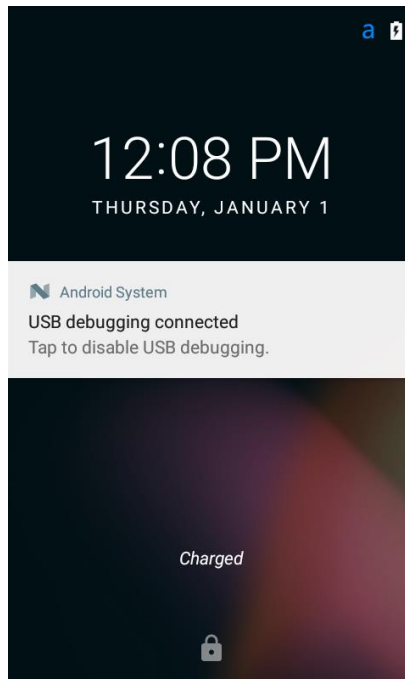 a
12:08 PM
THURSDAY, JANUARY 1
Android System
USB debugging connected
Tap to disable USB debugging.
Charged